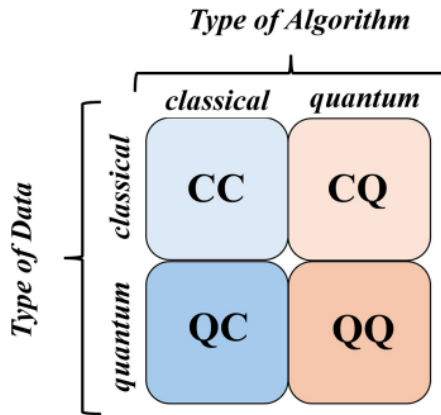 Type of Algorithm
classical quantum
Type of Data
classical
CC CQ
quantum
QC QQ